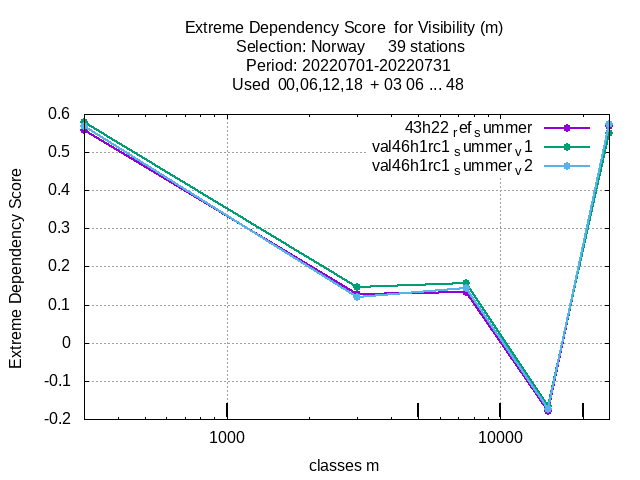 Extreme Dependency Score  for Visibility (m)
Selection: Norway     39 stations
Period: 20220701-20220731
Used  00,06,12,18  + 03 06 ... 48
43h22 ref summer
val46h1rc1 summer v1
val46h1rc1 summer v2
Extreme Dependency Score
0.6
0.5
0.4
0.3
0.2
0.1
0
-0.1
-0.2
1000
10000
classes m